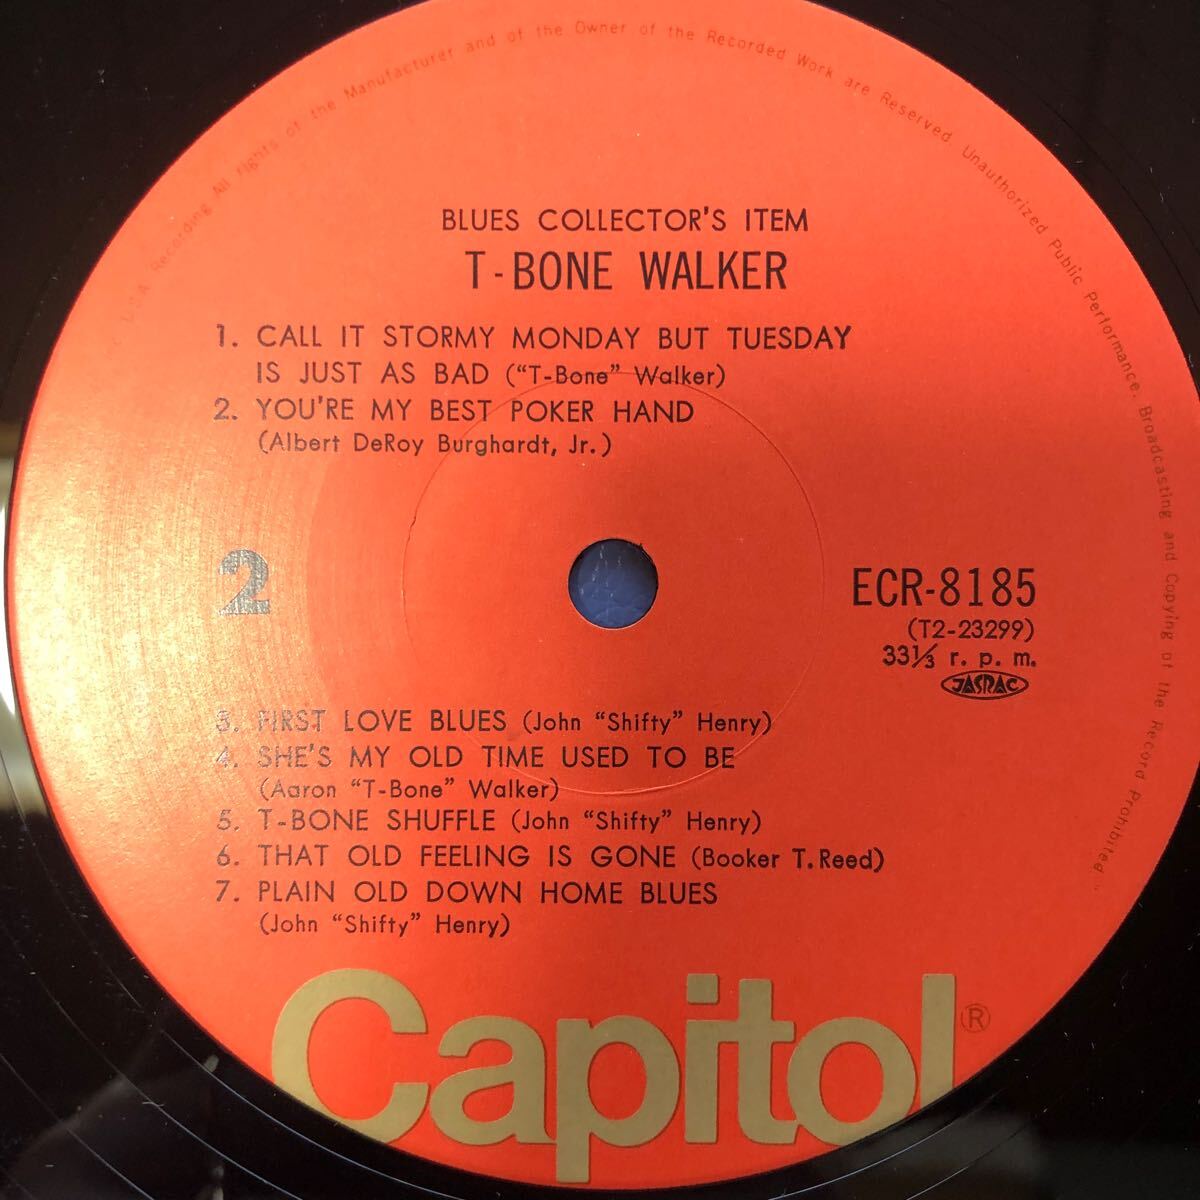 U.S.A. Recording All rights of the Manufacturer and of the Owner of the Recorded Work are Reserved. Unauthorized Public Performance. Broadcasting and Copying of the Record Prohibited."
BLUES COLLECTOR'S ITEM
T-BONE WALKER
1. CALL IT STORMY MONDAY BUT TUESDAY
IS JUST AS BAD ("T-Bone" Walker)
2. YOU'RE MY BEST POKER HAND
(Albert DeRoy Burghardt, Jr.)
2
ECR-8185
(T2-23299)
33⅓ r. p. m.
JASRAC
3. FIRST LOVE BLUES (John "Shifty" Henry)
4. SHE'S MY OLD TIME USED TO BE
(Aaron "T-Bone" Walker)
5. T-BONE SHUFFLE (John "Shifty" Henry)
6. THAT OLD FEELING IS GONE (Booker T. Reed)
7. PLAIN OLD DOWN HOME BLUES
(John "Shifty" Henry)
Capitol®